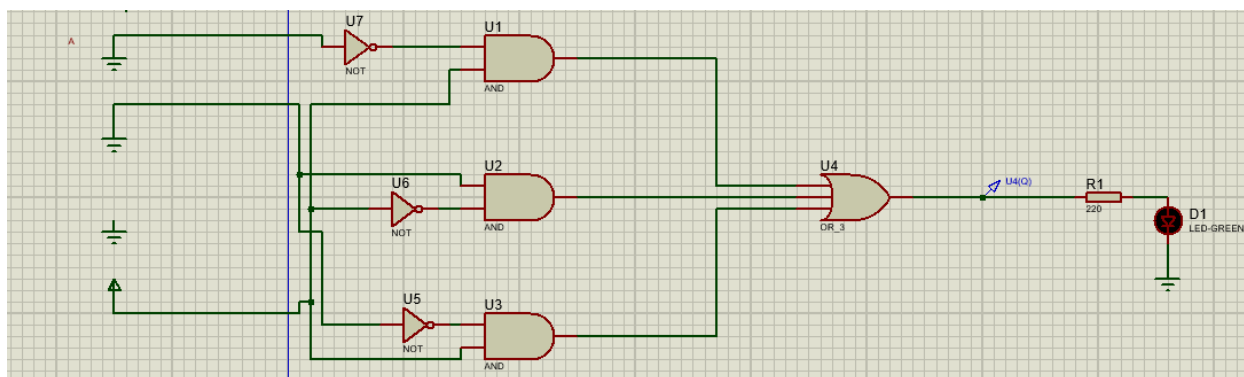 A
U7
NOT
U1
AND
U2
AND
U6
NOT
U5
NOT
U3
AND
U4
OR_3
U4(Q)
R1
220
D1
LED-GREEN